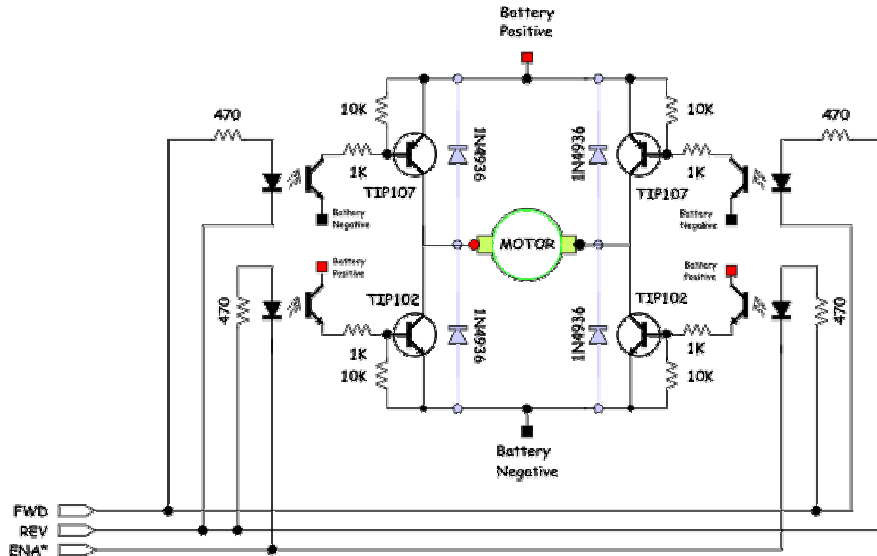 Battery
Positive
10K
10K
470
470
1N4936
1N4936
1K
1K
TIP107
TIP107
Battery
Negative
Battery
Negative
MOTOR
Battery
Positive
Battery
Positive
TIP102
TIP102
470
470
1N4936
1N4936
1K
1K
10K
10K
Battery
Negative
FWD
REV
ENA*